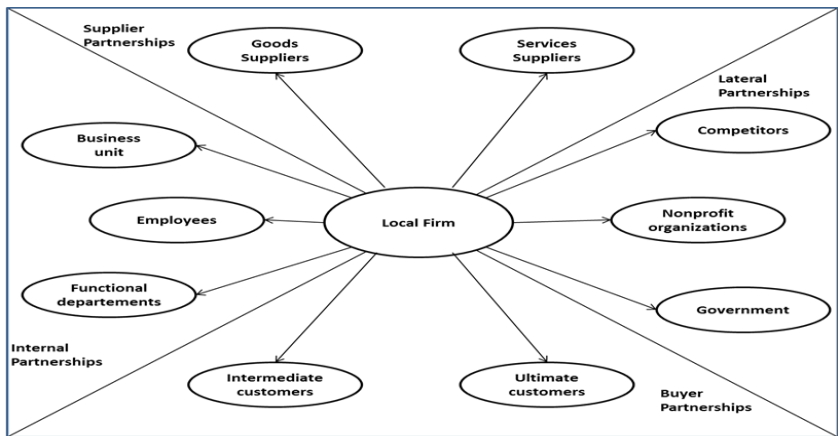 Supplier
Partnerships
Goods
Suppliers
Services
Suppliers
Lateral
Partnerships
Business
unit
Competitors
Employees
Local Firm
Nonprofit
organizations
Functional
departements
Government
Internal
Partnerships
Intermediate
customers
Ultimate
customers
Buyer
Partnerships